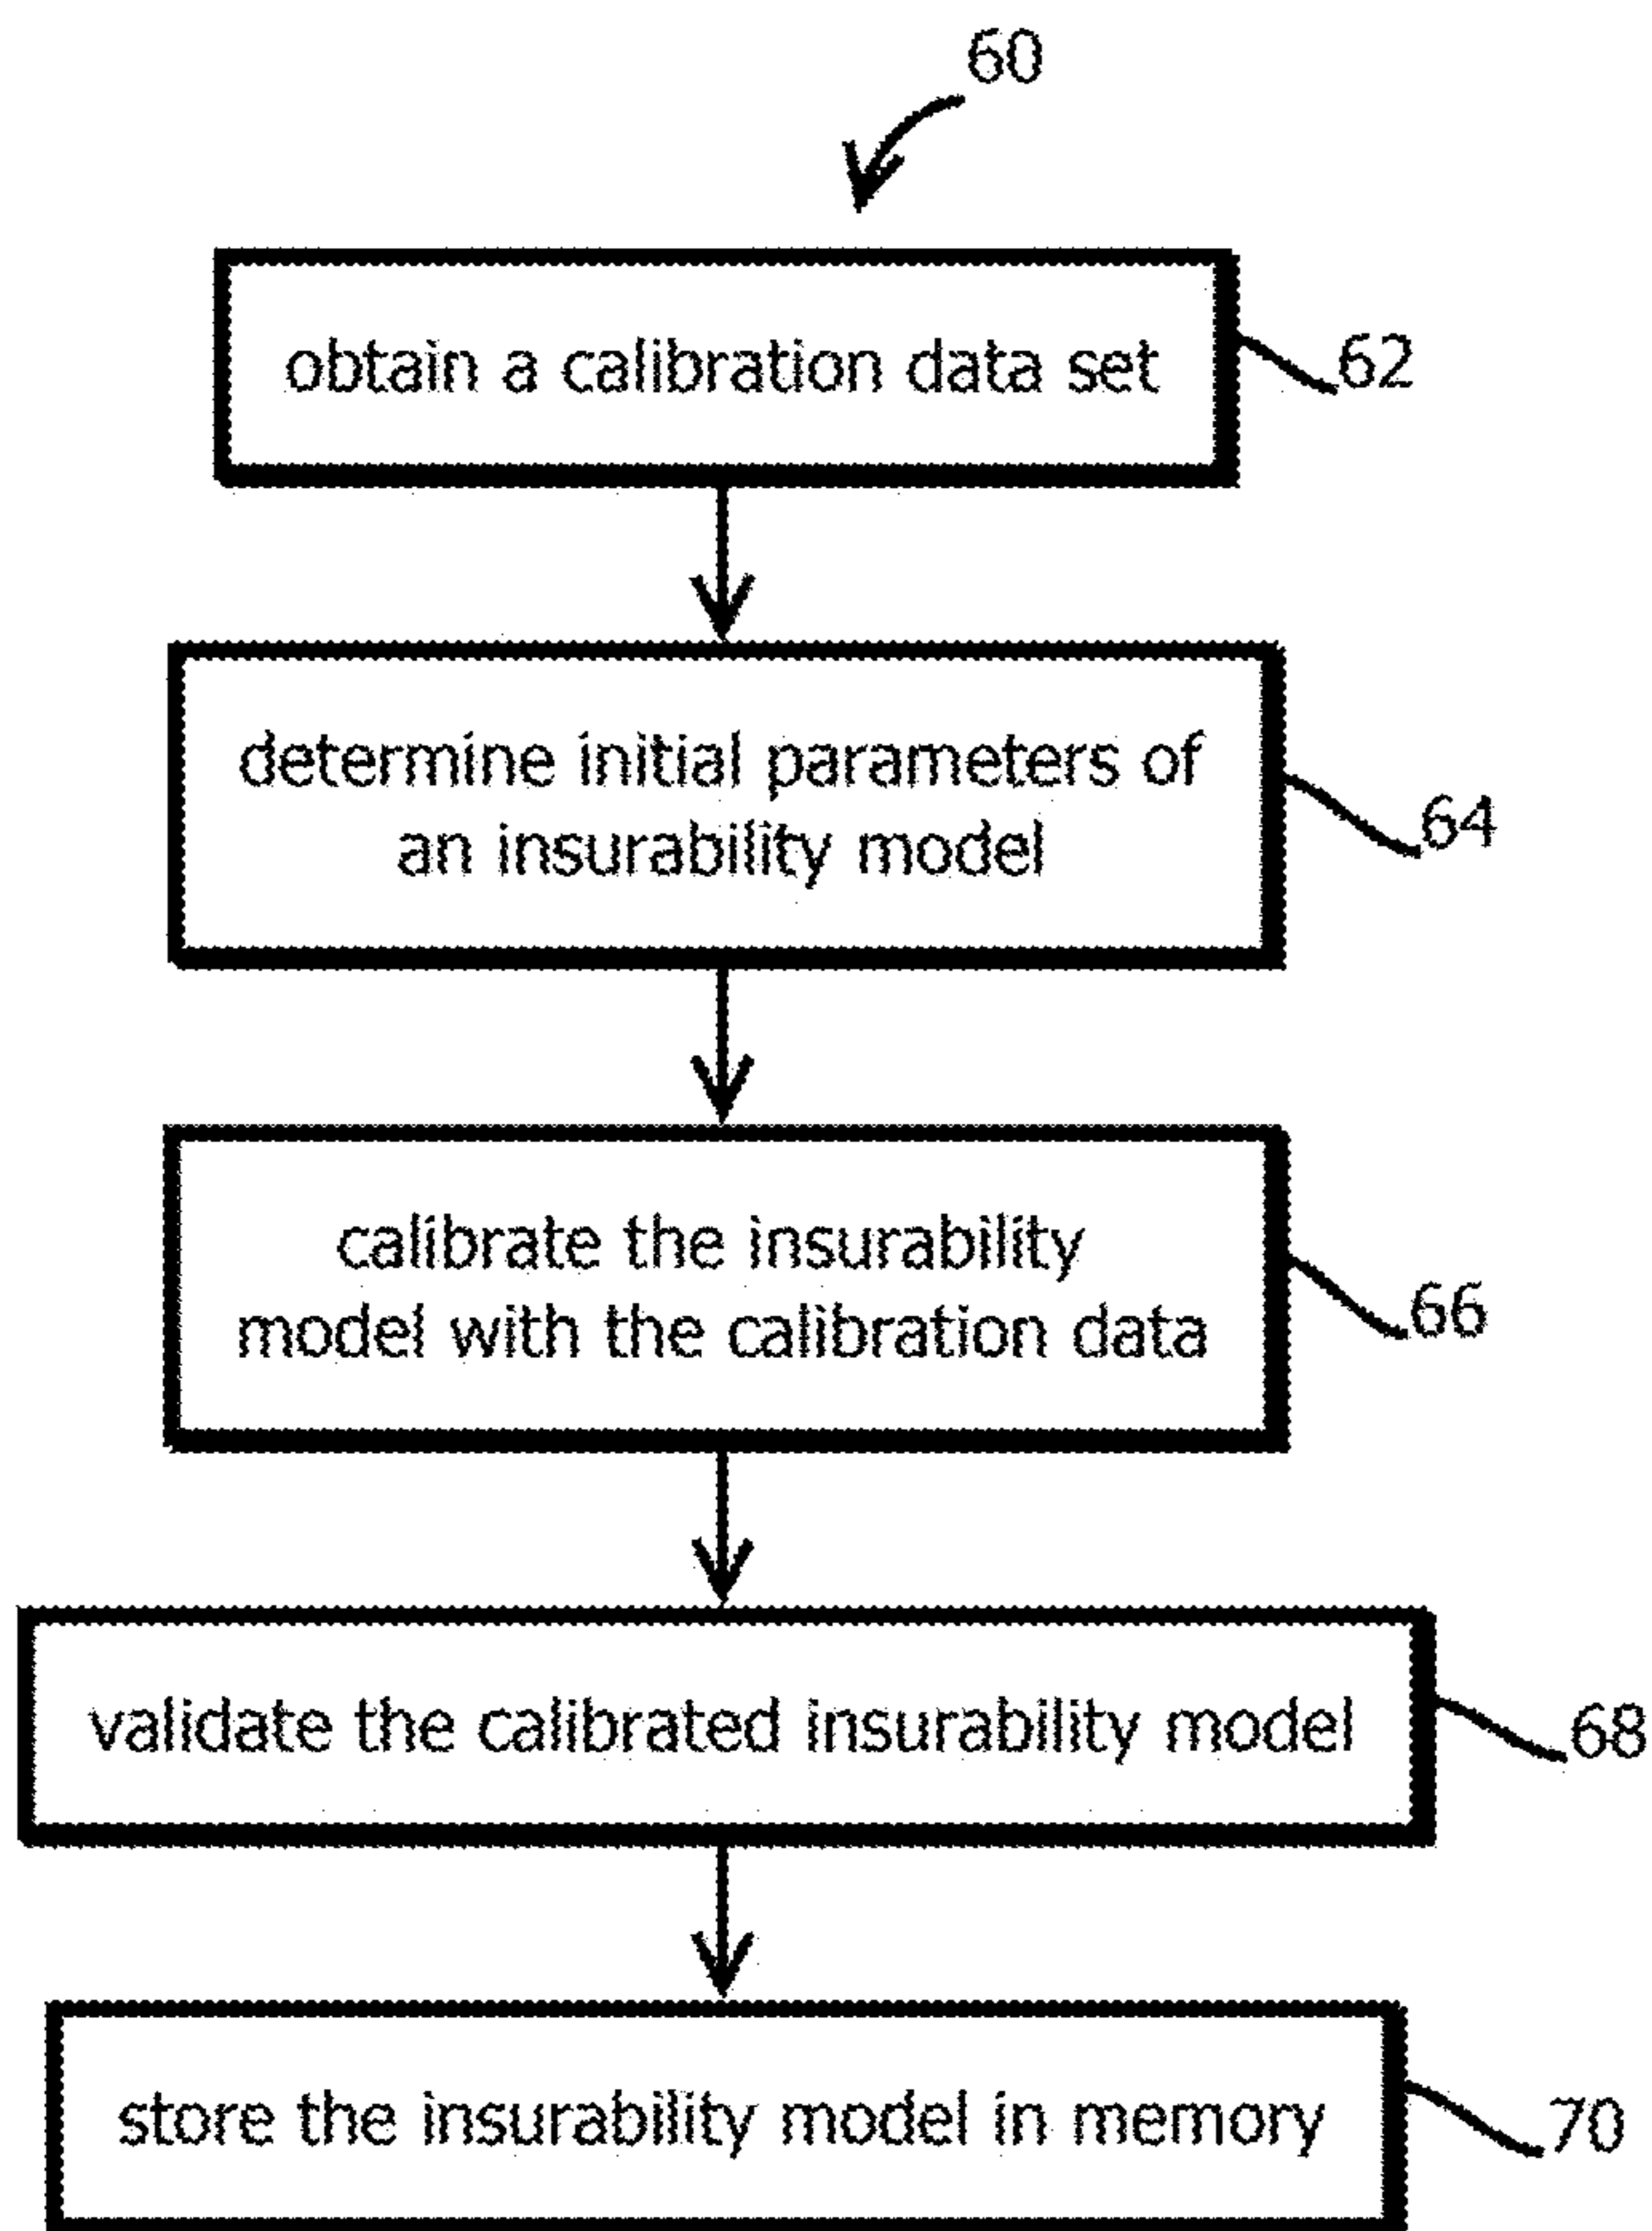 60
obtain a calibration data set
62
determine initial parameters of
an insurability model
64
calibrate the insurability
model with the calibration data
66
validate the calibrated insurability model
68
store the insurability model in memory
70